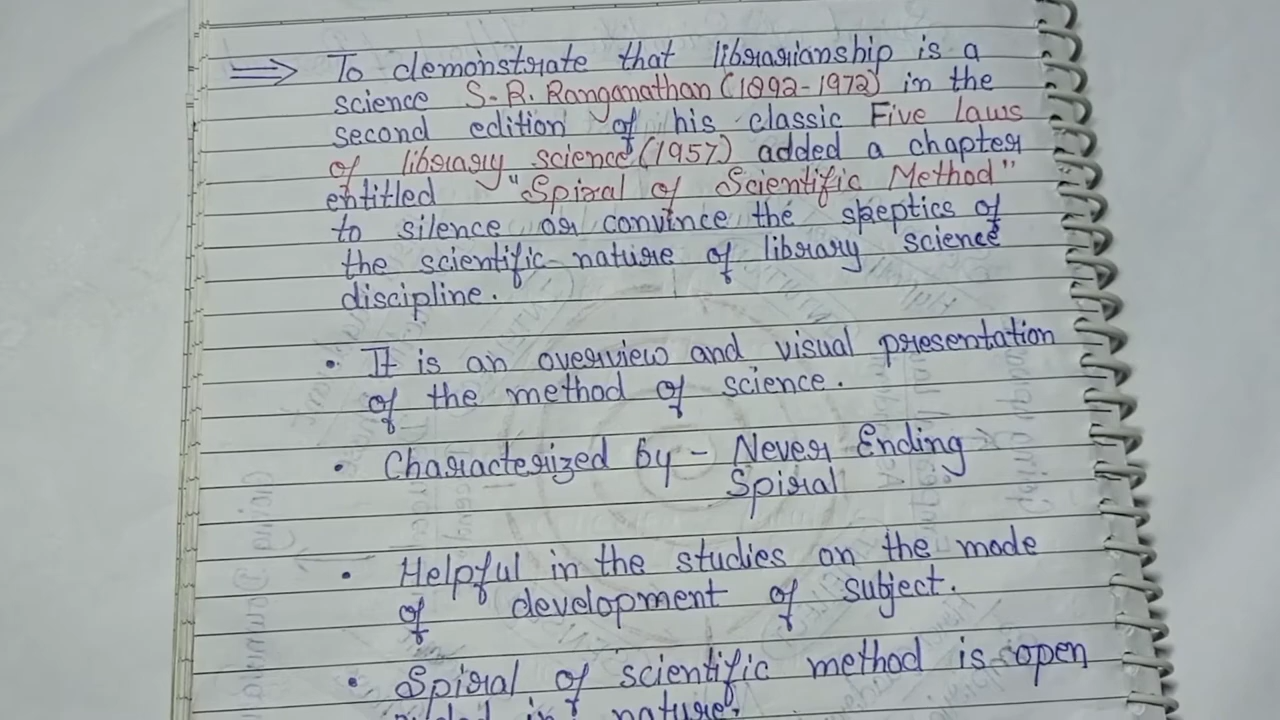 ⇒ To demonstrate that librarianship is a
science S. R. Ranganathan (1892-1972) in the
second edition of his classic Five laws
of library science (1957) added a chapter
entitled "Spiral of Scientific Method"
to silence or convince the skeptics of
the scientific nature of library science
discipline.
• It is an overview and visual presentation
of the method of science.
• Characterized by - Never Ending
Spiral
• Helpful in the studies on the mode
of development of subject.
• Spiral of scientific method is open
ended in nature.